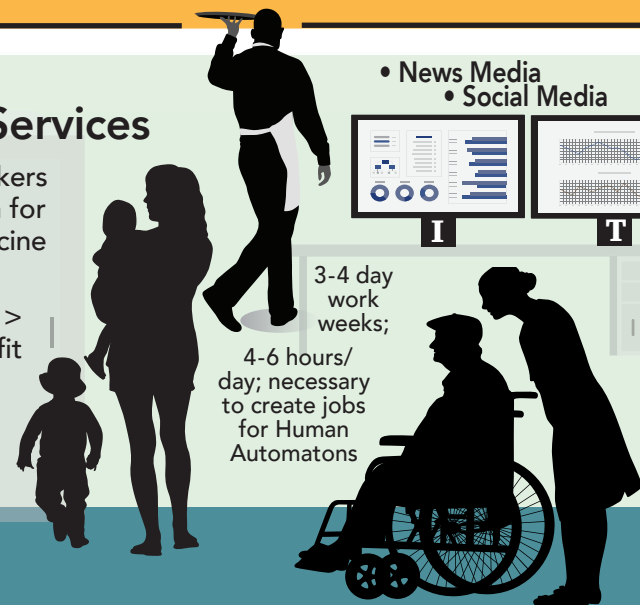 • News Media
• Social Media
Services
kers
for
cine
>
fit
I
T
3-4 day
work
weeks;
4-6 hours/
day; necessary
to create jobs
for Human
Automatons